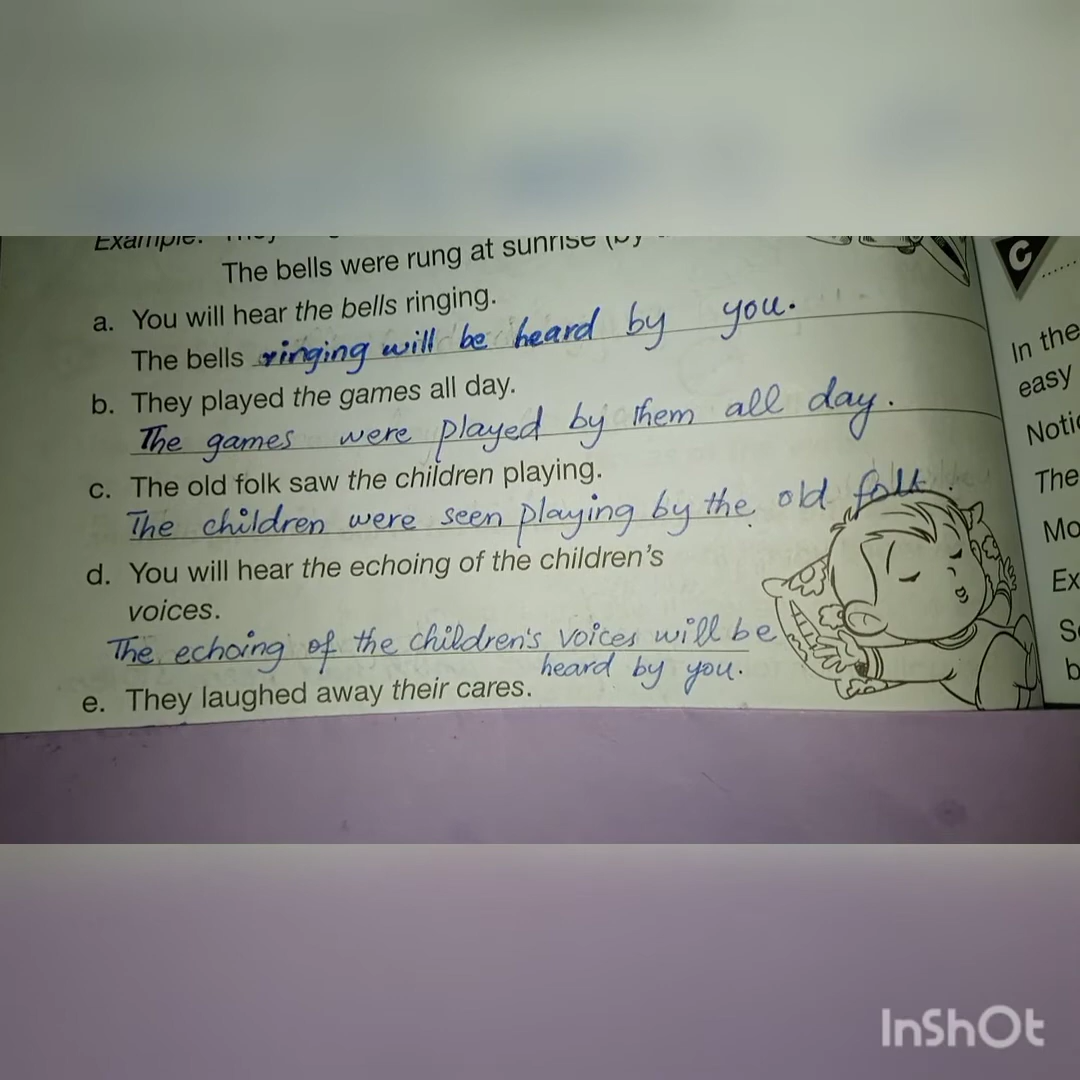 Example:
The bells were rung at sunrise
a. You will hear the bells ringing.
The bells ringing will be heard by you.
b. They played the games all day.
The games were played by them all day.
c. The old folk saw the children playing.
The children were seen playing by the old folk.
d. You will hear the echoing of the children's
voices.
The echoing of the children's voices will be
heard by you.
e. They laughed away their cares.
C
In the
easy
The
InShOt